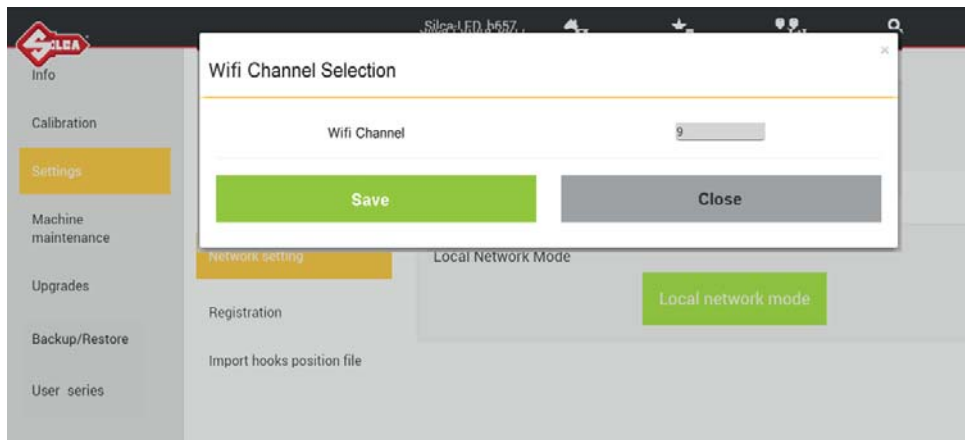 Silca-LED_b657
SILCA
Wifi Channel Selection
×
Info
Wifi Channel
9
Calibration
Settings
Save
Close
Machine
maintenance
Network setting
Local Network Mode
Upgrades
Local network mode
Registration
Backup/Restore
Import hooks position file
User series